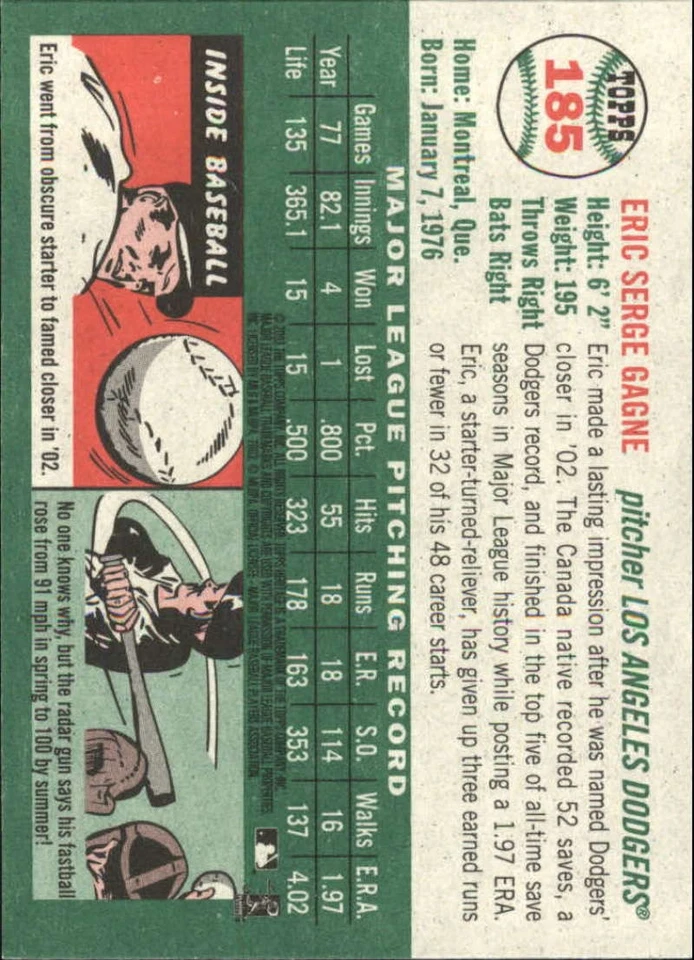 TOPPS
185
ERIC SERGE GAGNE pitcher LOS ANGELES DODGERS®
Height: 6' 2"
Weight: 195
Throws Right
Bats Right
Home: Montreal, Que.
Born: January 7, 1976
Eric made a lasting impression after he was named Dodgers'
closer in '02. The Canada native recorded 52 saves, a
Dodgers record, and finished in the top five of all-time save
seasons in Major League history while posting a 1.97 ERA.
Eric, a starter-turned-reliever, has given up three earned runs
or fewer in 32 of his 48 career starts.
MAJOR LEAGUE PITCHING RECORD
Games Innings Won Lost Pct. Hits Runs E.R. S.O. Walks E.R.A.
Year 77 82.1 4 1 .800 55 18 18 114 16 1.97
Life 135 365.1 15 15 .500 323 178 163 353 137 4.02
INSIDE BASEBALL
Eric went from obscure starter to famed closer in '02.
No one knows why, but the radar gun says his fastball
rose from 91 mph in spring to 100 by summer!